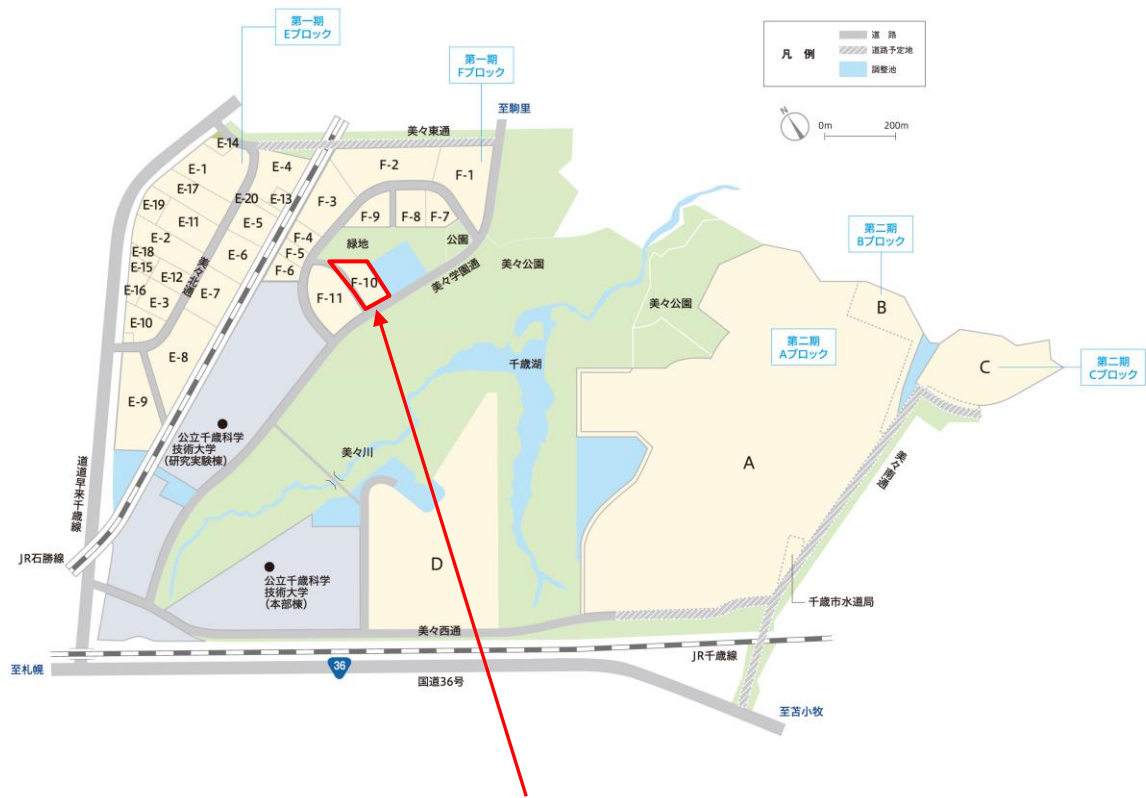 第一期
Eブロック
第一期
Fブロック
凡 例
道 路
道路予定地
調整池
至駒里
N
0m
200m
美々東通
E-14
E-1
E-4
F-2
F-1
E-17
E-20
E-13
F-3
E-19
E-11
E-5
F-9
F-8
F-7
E-2
F-4
E-18
E-6
F-5
緑地
公園
E-15
E-12
F-6
美々学園通
美々公園
美々北通
E-16
E-3
E-7
F-10
F-11
E-10
美々公園
第二期
Bブロック
B
第二期
Aブロック
C
第二期
Cブロック
E-8
千歳湖
E-9
公立千歳科学
技術大学
(研究実験棟)
美々川
A
美々南通
道道早来千歳線
JR石勝線
公立千歳科学
技術大学
(本部棟)
D
千歳市水道局
美々西通
JR千歳線
至札幌
36
国道36号
至苫小牧